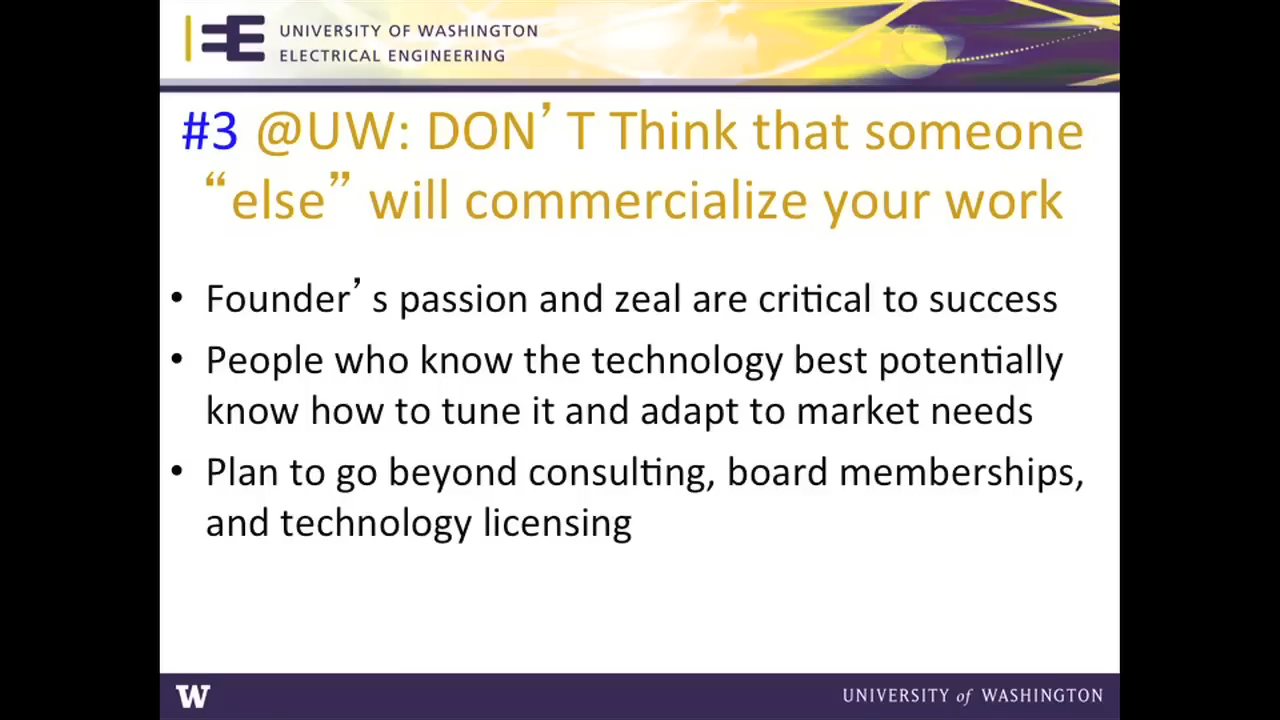 UNIVERSITY OF WASHINGTON
ELECTRICAL ENGINEERING
#3 @UW: DON’T Think that someone
“else” will commercialize your work
• Founder’s passion and zeal are critical to success
• People who know the technology best potentially
know how to tune it and adapt to market needs
• Plan to go beyond consulting, board memberships,
and technology licensing
W
UNIVERSITY of WASHINGTON